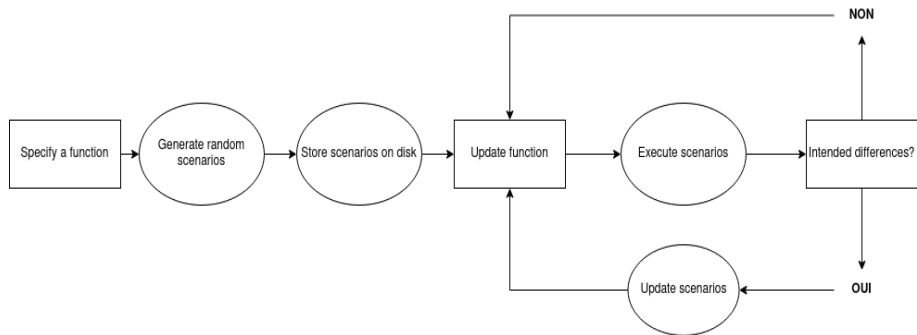 NON
Specify a function
Generate random
scenarios
Store scenarios on disk
Update function
Execute scenarios
Intended differences?
Update scenarios
OUI